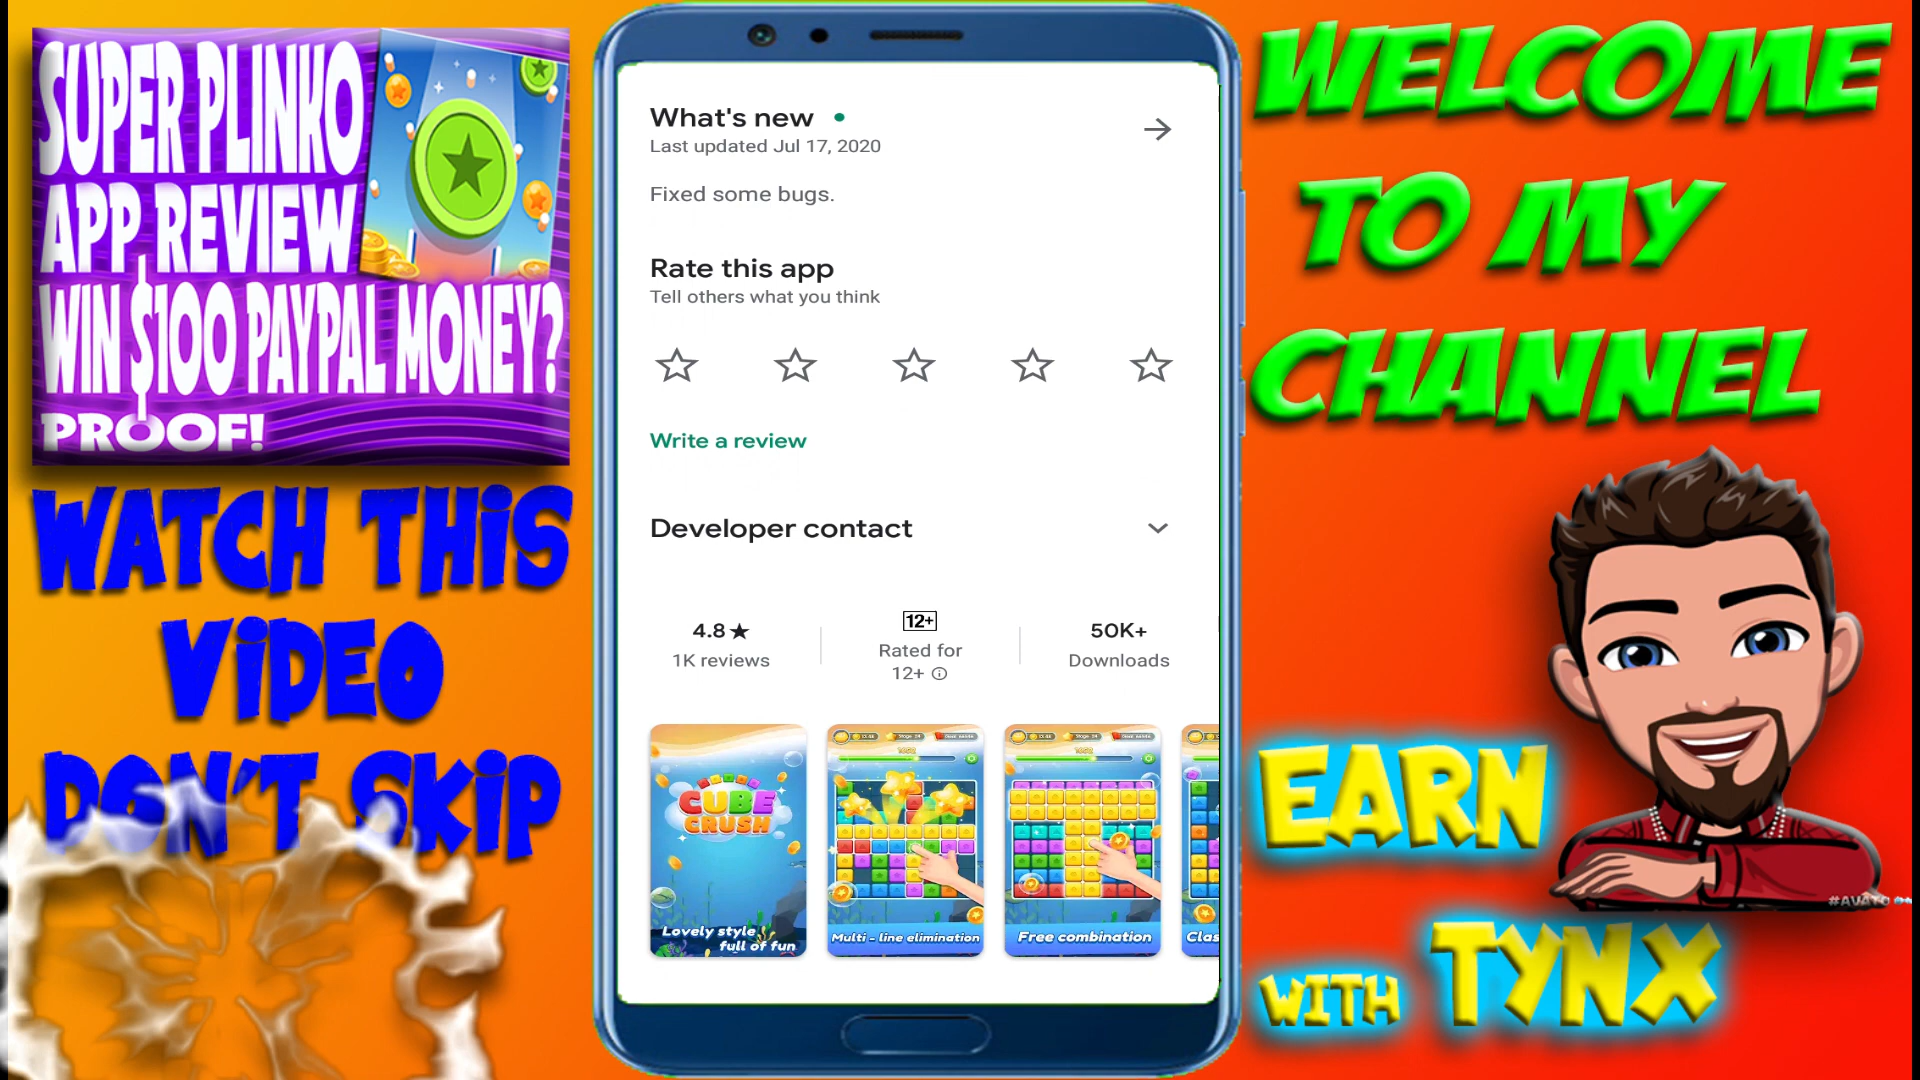 SUPER PLINKO
APP REVIEW
WIN $100 PAYPAL MONEY?
PROOF!
WATCH THiS
ViDEO
DON'T SKiP
What's new
Last updated Jul 17, 2020
Fixed some bugs.
Rate this app
Tell others what you think
Write a review
Developer contact
4.8★
1K reviews
12+
Rated for
12+
50K+
Downloads
CUBE
CRUSH
Lovely style,
full of fun
Multi - line elimination
Free combination
Clas
WELCOME
TO MY
CHANNEL
EARN
WITH TYNX